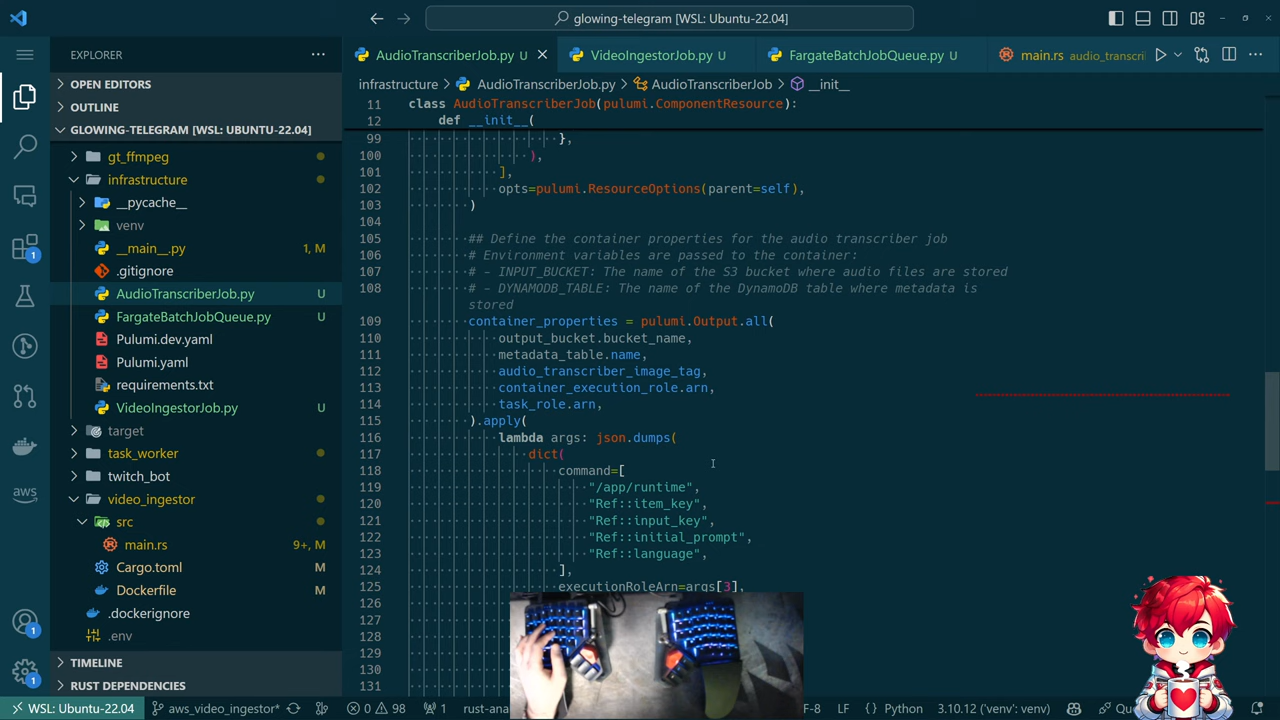 glowing-telegram [WSL: Ubuntu-22.04]
EXPLORER
OPEN EDITORS
OUTLINE
GLOWING-TELEGRAM [WSL: UBUNTU-22.04]
gt_ffmpeg
infrastructure
__pycache__
venv
__main__.py 1, M
.gitignore
AudioTranscriberJob.py U
FargateBatchJobQueue.py U
Pulumi.dev.yaml
Pulumi.yaml
requirements.txt
VideoIngestorJob.py U
target
task_worker
twitch_bot
video_ingestor
src
main.rs 9+, M
Cargo.toml M
Dockerfile M
.dockerignore
.env
TIMELINE
RUST DEPENDENCIES
aws
1
1
1
AudioTranscriberJob.py U
VideoIngestorJob.py U
FargateBatchJobQueue.py U
main.rs audio_transcri
infrastructure > AudioTranscriberJob.py > AudioTranscriberJob > __init__
11 class AudioTranscriberJob(pulumi.ComponentResource):
12 def __init__(
99 },
100 ),
101 ],
102 opts=pulumi.ResourceOptions(parent=self),
103 )
104
105 ## Define the container properties for the audio transcriber job
106 # Environment variables are passed to the container:
107 # - INPUT_BUCKET: The name of the S3 bucket where audio files are stored
108 # - DYNAMODB_TABLE: The name of the DynamoDB table where metadata is
stored
109 container_properties = pulumi.Output.all(
110 output_bucket.bucket_name,
111 metadata_table.name,
112 audio_transcriber_image_tag,
113 container_execution_role.arn,
114 task_role.arn,
115 ).apply(
116 lambda args: json.dumps(
117 dict(
118 command=[
119 "/app/runtime",
120 "Ref::item_key",
121 "Ref::input_key",
122 "Ref::initial_prompt",
123 "Ref::language",
124 ],
125 executionRoleArn=args[3],
126
127
128
129
130
131
WSL: Ubuntu-22.04 aws_video_ingestor* 0 98 1 rust-ana
F-8 LF Python 3.10.12 ('venv': venv) Qu